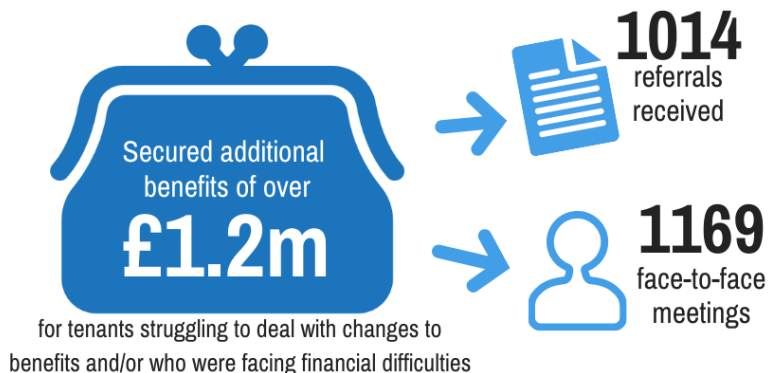 Secured additional
benefits of over
£1.2m
for tenants struggling to deal with changes to
benefits and/or who were facing financial difficulties
1014
referrals
received
1169
face-to-face
meetings